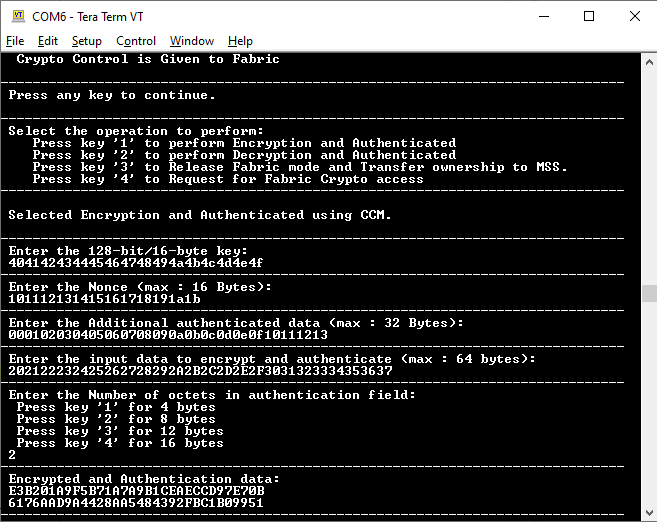 COM6 - Tera Term VT
File Edit Setup Control Window Help
Crypto Control is Given to Fabric
Press any key to continue.
Select the operation to perform:
Press key '1' to perform Encryption and Authenticated
Press key '2' to perform Decryption and Authenticated
Press key '3' to Release Fabric mode and Transfer ownership to MSS.
Press key '4' to Request for Fabric Crypto access
Selected Encryption and Authenticated using CCM.
Enter the 128-bit/16-byte key:
404142434445464748494a4b4c4d4e4f
Enter the Nonce (max : 16 Bytes):
101112131415161718191a1b
Enter the Additional authenticated data (max : 32 Bytes):
000102030405060708090a0b0c0d0e0f10111213
Enter the input data to encrypt and authenticate (max : 64 bytes):
202122232425262728292A2B2C2D2E2F3031323334353637
Enter the Number of octets in authentication field:
Press key '1' for 4 bytes
Press key '2' for 8 bytes
Press key '3' for 12 bytes
Press key '4' for 16 bytes
2
Encrypted and Authentication data:
E3B201A9F5B71A7A9B1CEAECCD97E70B
6176AAD9A4428AA5484392FBC1B09951